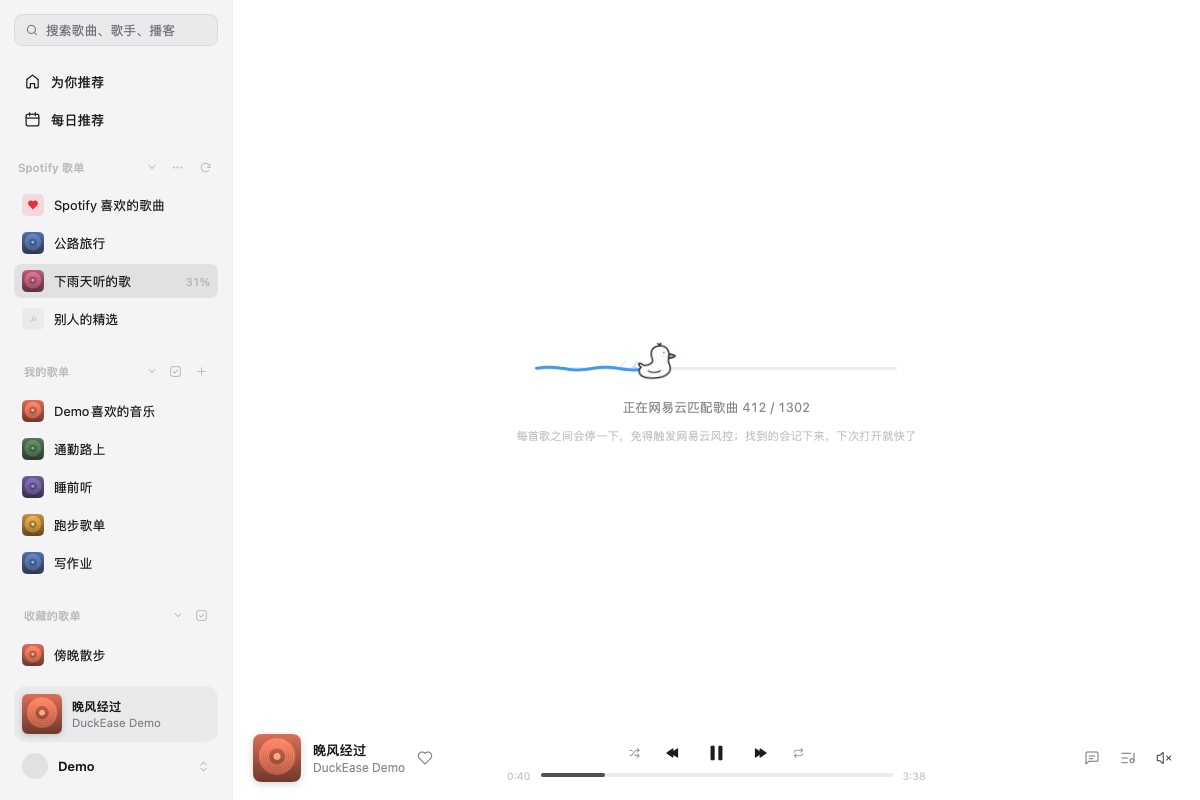 搜索歌曲、歌手、播客
为你推荐
每日推荐
Spotify 歌单
Spotify 喜欢的歌曲
公路旅行
下雨天听的歌 31%
别人的精选
我的歌单
Demo 喜欢的音乐
通勤路上
睡前听
跑步歌单
写作业
收藏的歌单
傍晚散步
晚风经过
DuckEase Demo
Demo
正在网易云匹配歌曲 412 / 1302
每首歌之间会停一下，免得触发网易云风控；找到的会记下来，下次打开就快了
晚风经过
DuckEase Demo
0:40 3:38